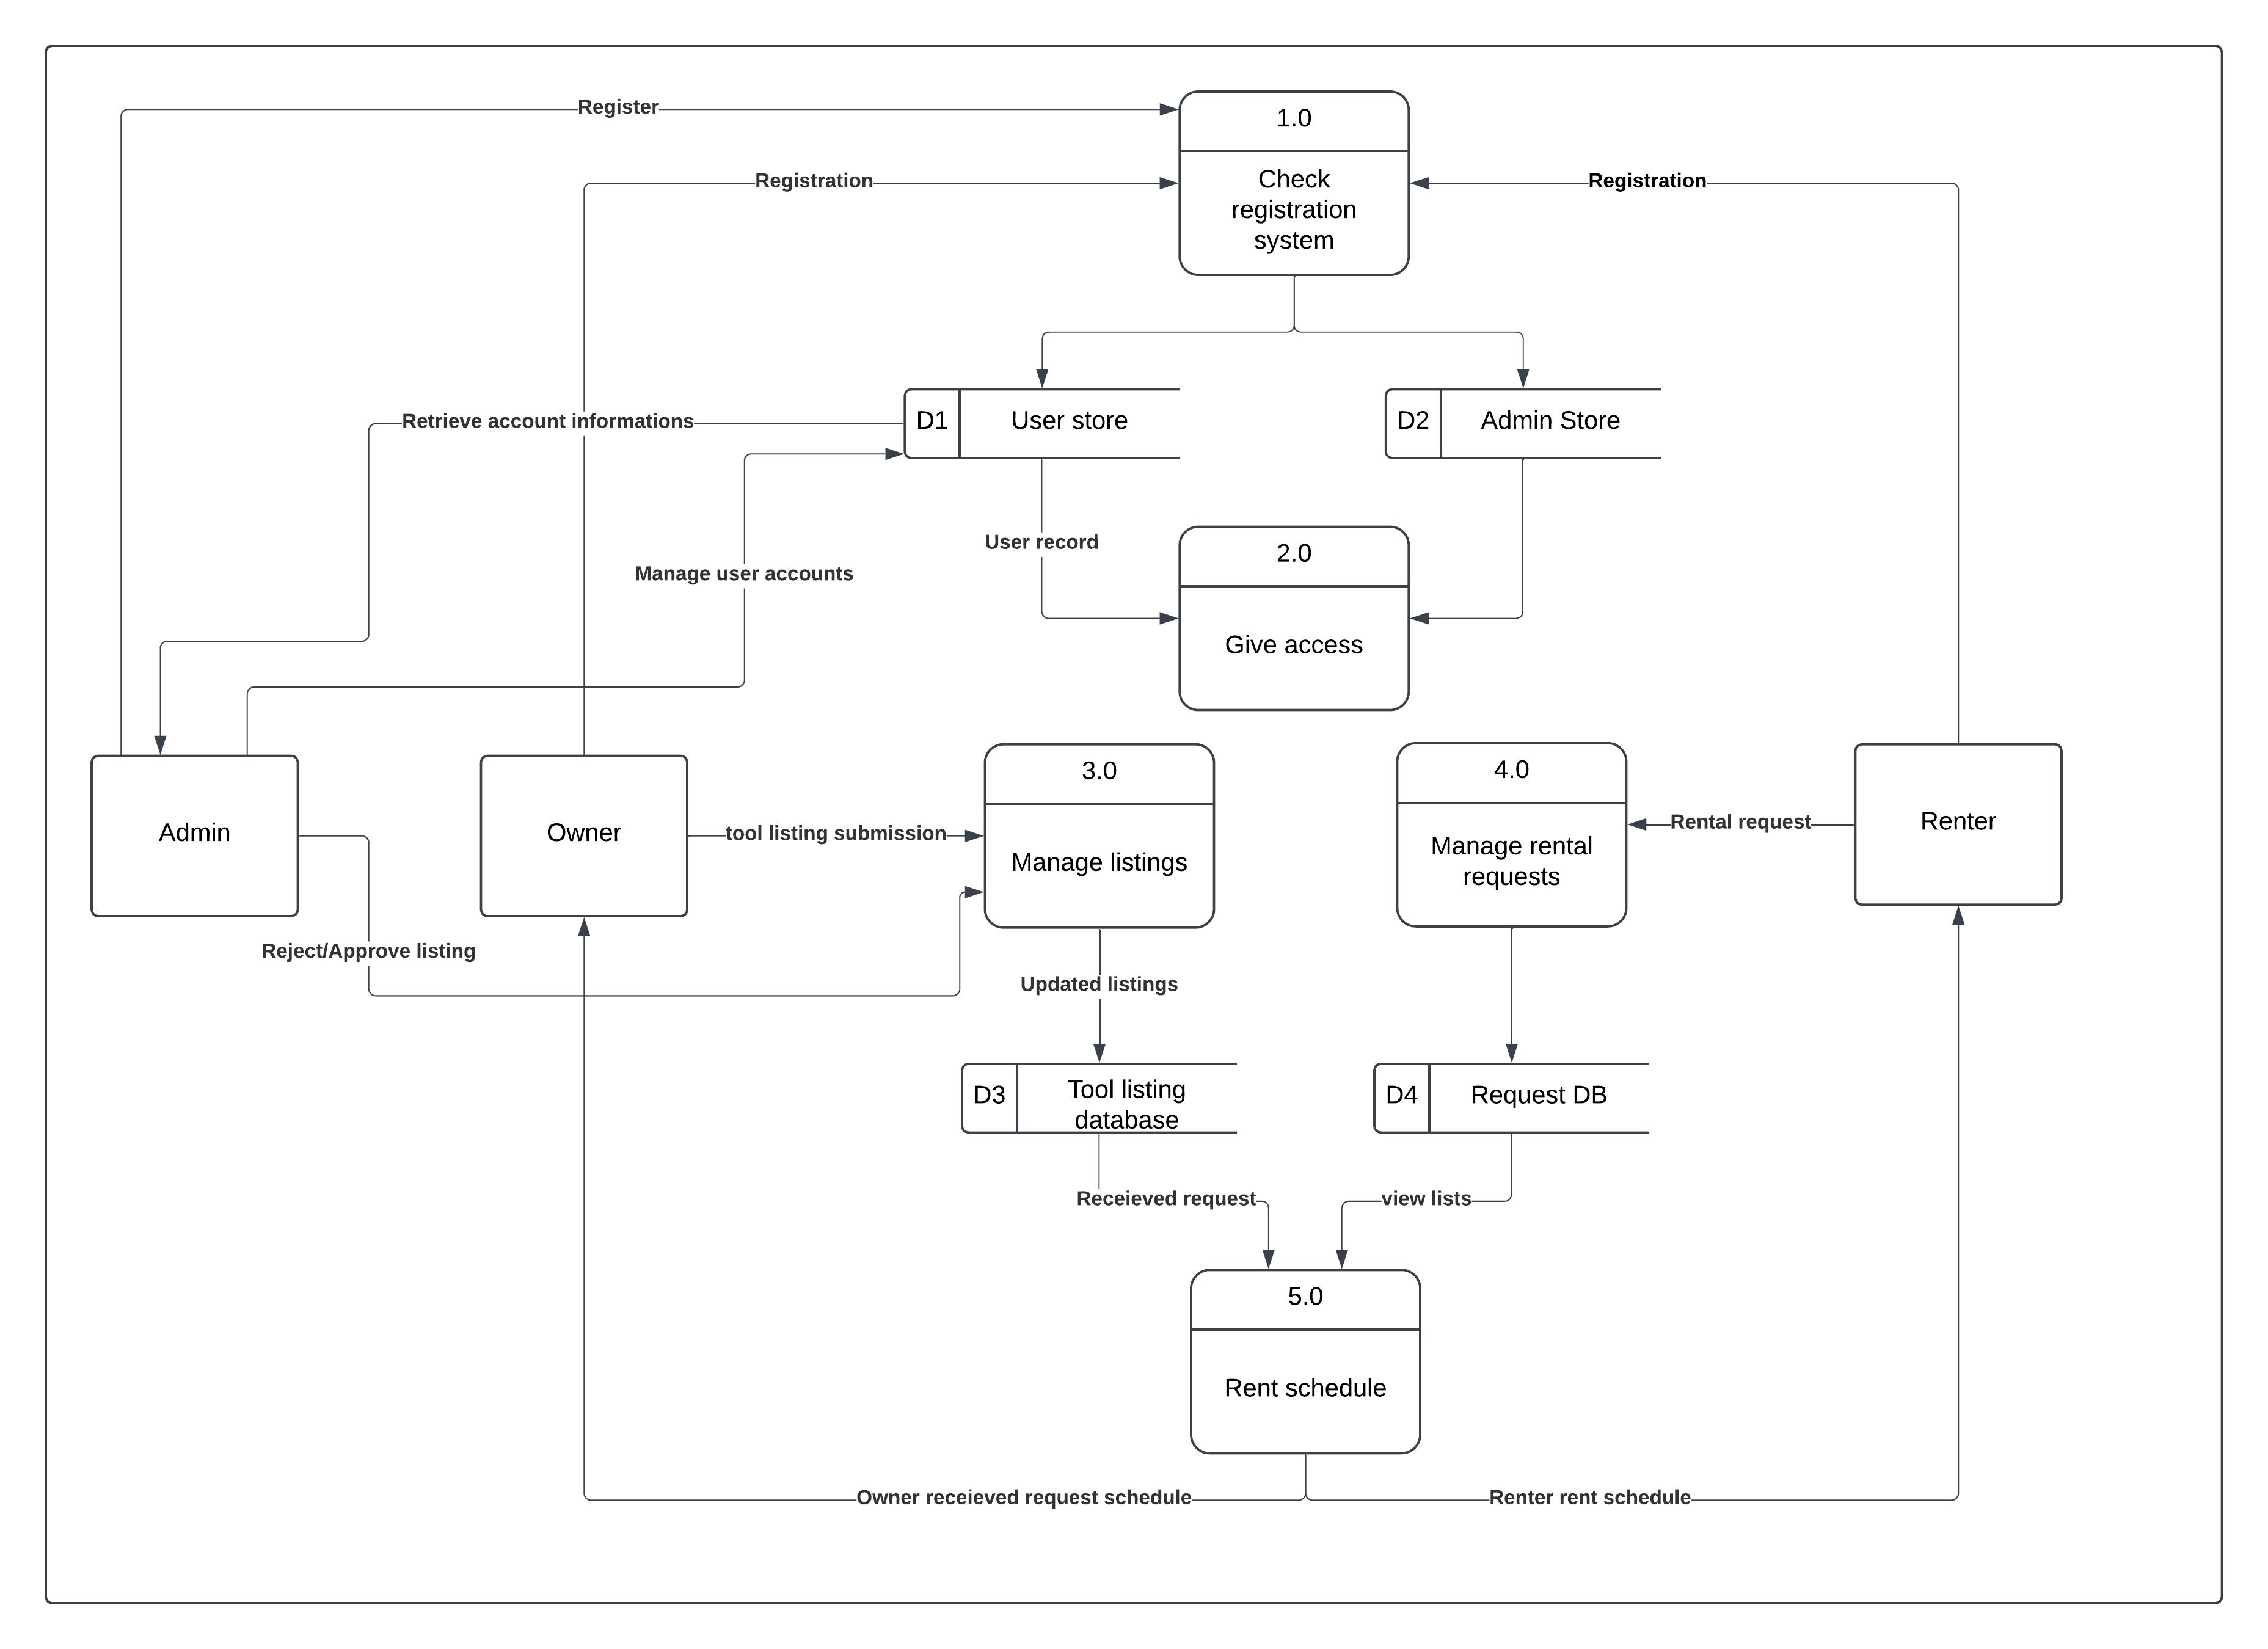 Register
1.0
Registration
Check
registration
system
Registration
Retrieve account informations
D1
User store
D2
Admin Store
User record
Manage user accounts
2.0
Give access
3.0
4.0
Admin
Owner
tool listing submission
Manage listings
Manage rental
requests
Rental request
Renter
Reject/Approve listing
Updated listings
D3
Tool listing
database
D4
Request DB
Receieved request
view lists
5.0
Rent schedule
Owner receieved request schedule
Renter rent schedule